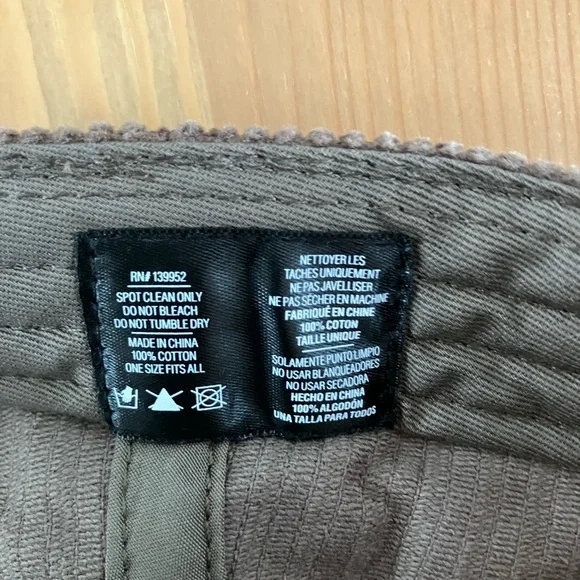 RN# 139952
SPOT CLEAN ONLY
DO NOT BLEACH
DO NOT TUMBLE DRY
MADE IN CHINA
100% COTTON
ONE SIZE FITS ALL
NETTOYER LES
TACHES UNIQUEMENT
NE PAS JAVELLISER
NE PAS SÉCHER EN MACHINE
FABRIQUÉ EN CHINE
100% COTON
TAILLE UNIQUE
SOLAMENTE PUNTO LIMPIO
NO USAR BLANQUEADORES
NO USAR SECADORA
HECHO EN CHINA
100% ALGODÓN
UNA TALLA PARA TODOS